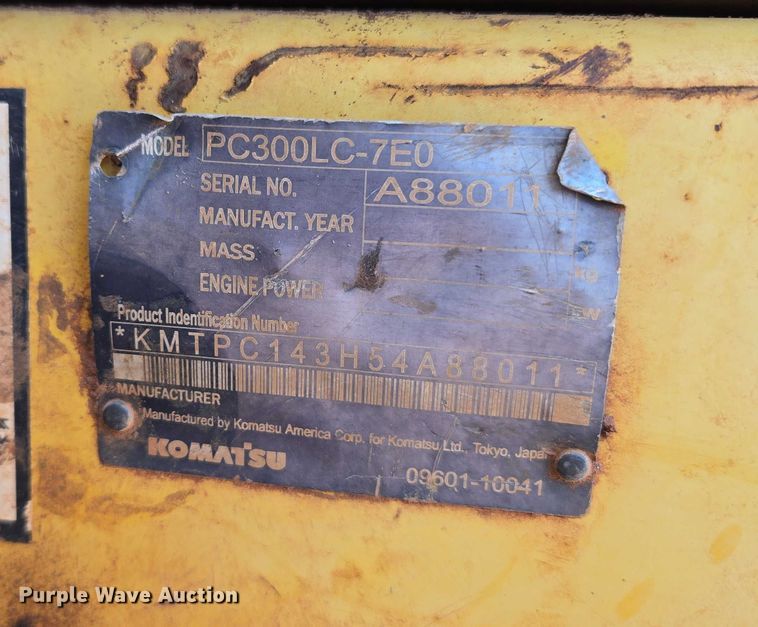 MODEL PC300LC-7E0
SERIAL NO. A88011
MANUFACT. YEAR
MASS kg
ENGINE POWER
Product Indentification Number
*KMTPC143H54A88011*
MANUFACTURER
Manufactured by Komatsu America Corp. for Komatsu Ltd., Tokyo, Japan
KOMATSU 09601-10041
Purple Wave Auction